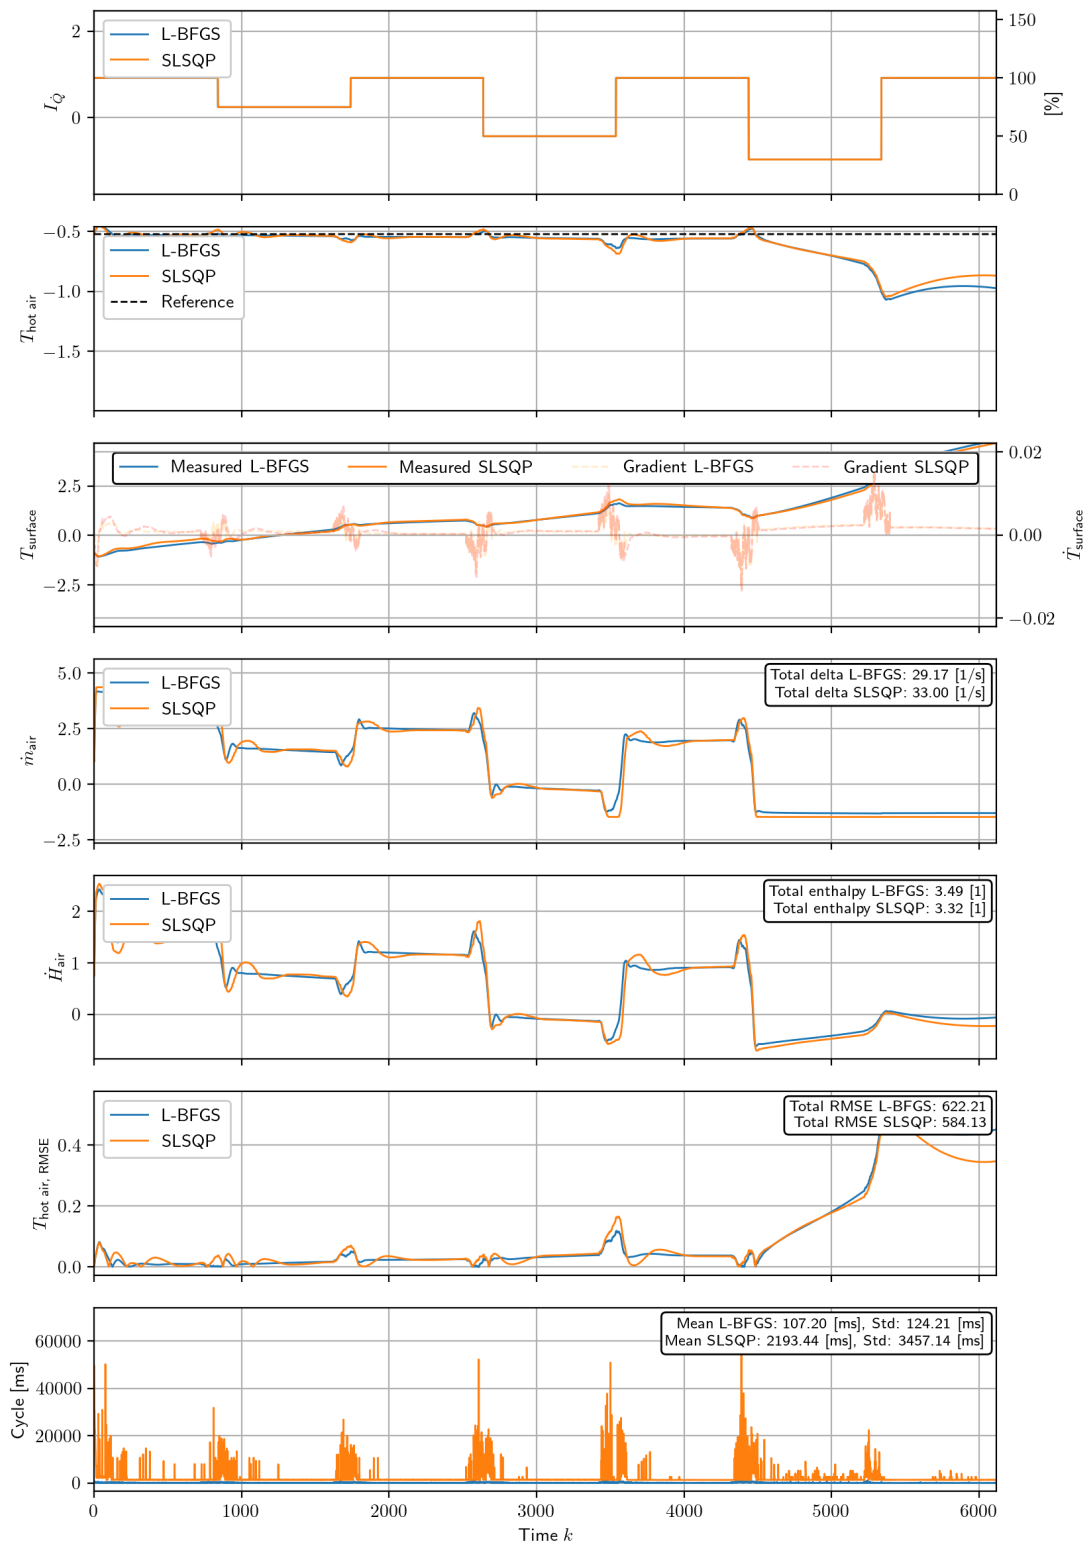 L-BFGS
SLSQP
2
0
I_Q̇
150
100
50
0
[%]
−0.5
−1.0
−1.5
T_hot air
L-BFGS
SLSQP
Reference
Measured L-BFGS Measured SLSQP Gradient L-BFGS Gradient SLSQP
2.5
0.0
−2.5
T_surface
0.02
0.00
−0.02
Ṫ_surface
L-BFGS
SLSQP
Total delta L-BFGS: 29.17 [1/s]
Total delta SLSQP: 33.00 [1/s]
5.0
2.5
0.0
−2.5
ṁ_air
L-BFGS
SLSQP
Total enthalpy L-BFGS: 3.49 [1]
Total enthalpy SLSQP: 3.32 [1]
2
1
0
Ḣ_air
L-BFGS
SLSQP
Total RMSE L-BFGS: 622.21
Total RMSE SLSQP: 584.13
0.4
0.2
0.0
T_hot air, RMSE
Mean L-BFGS: 107.20 [ms], Std: 124.21 [ms]
Mean SLSQP: 2193.44 [ms], Std: 3457.14 [ms]
60000
40000
20000
0
Cycle [ms]
0 1000 2000 3000 4000 5000 6000
Time k